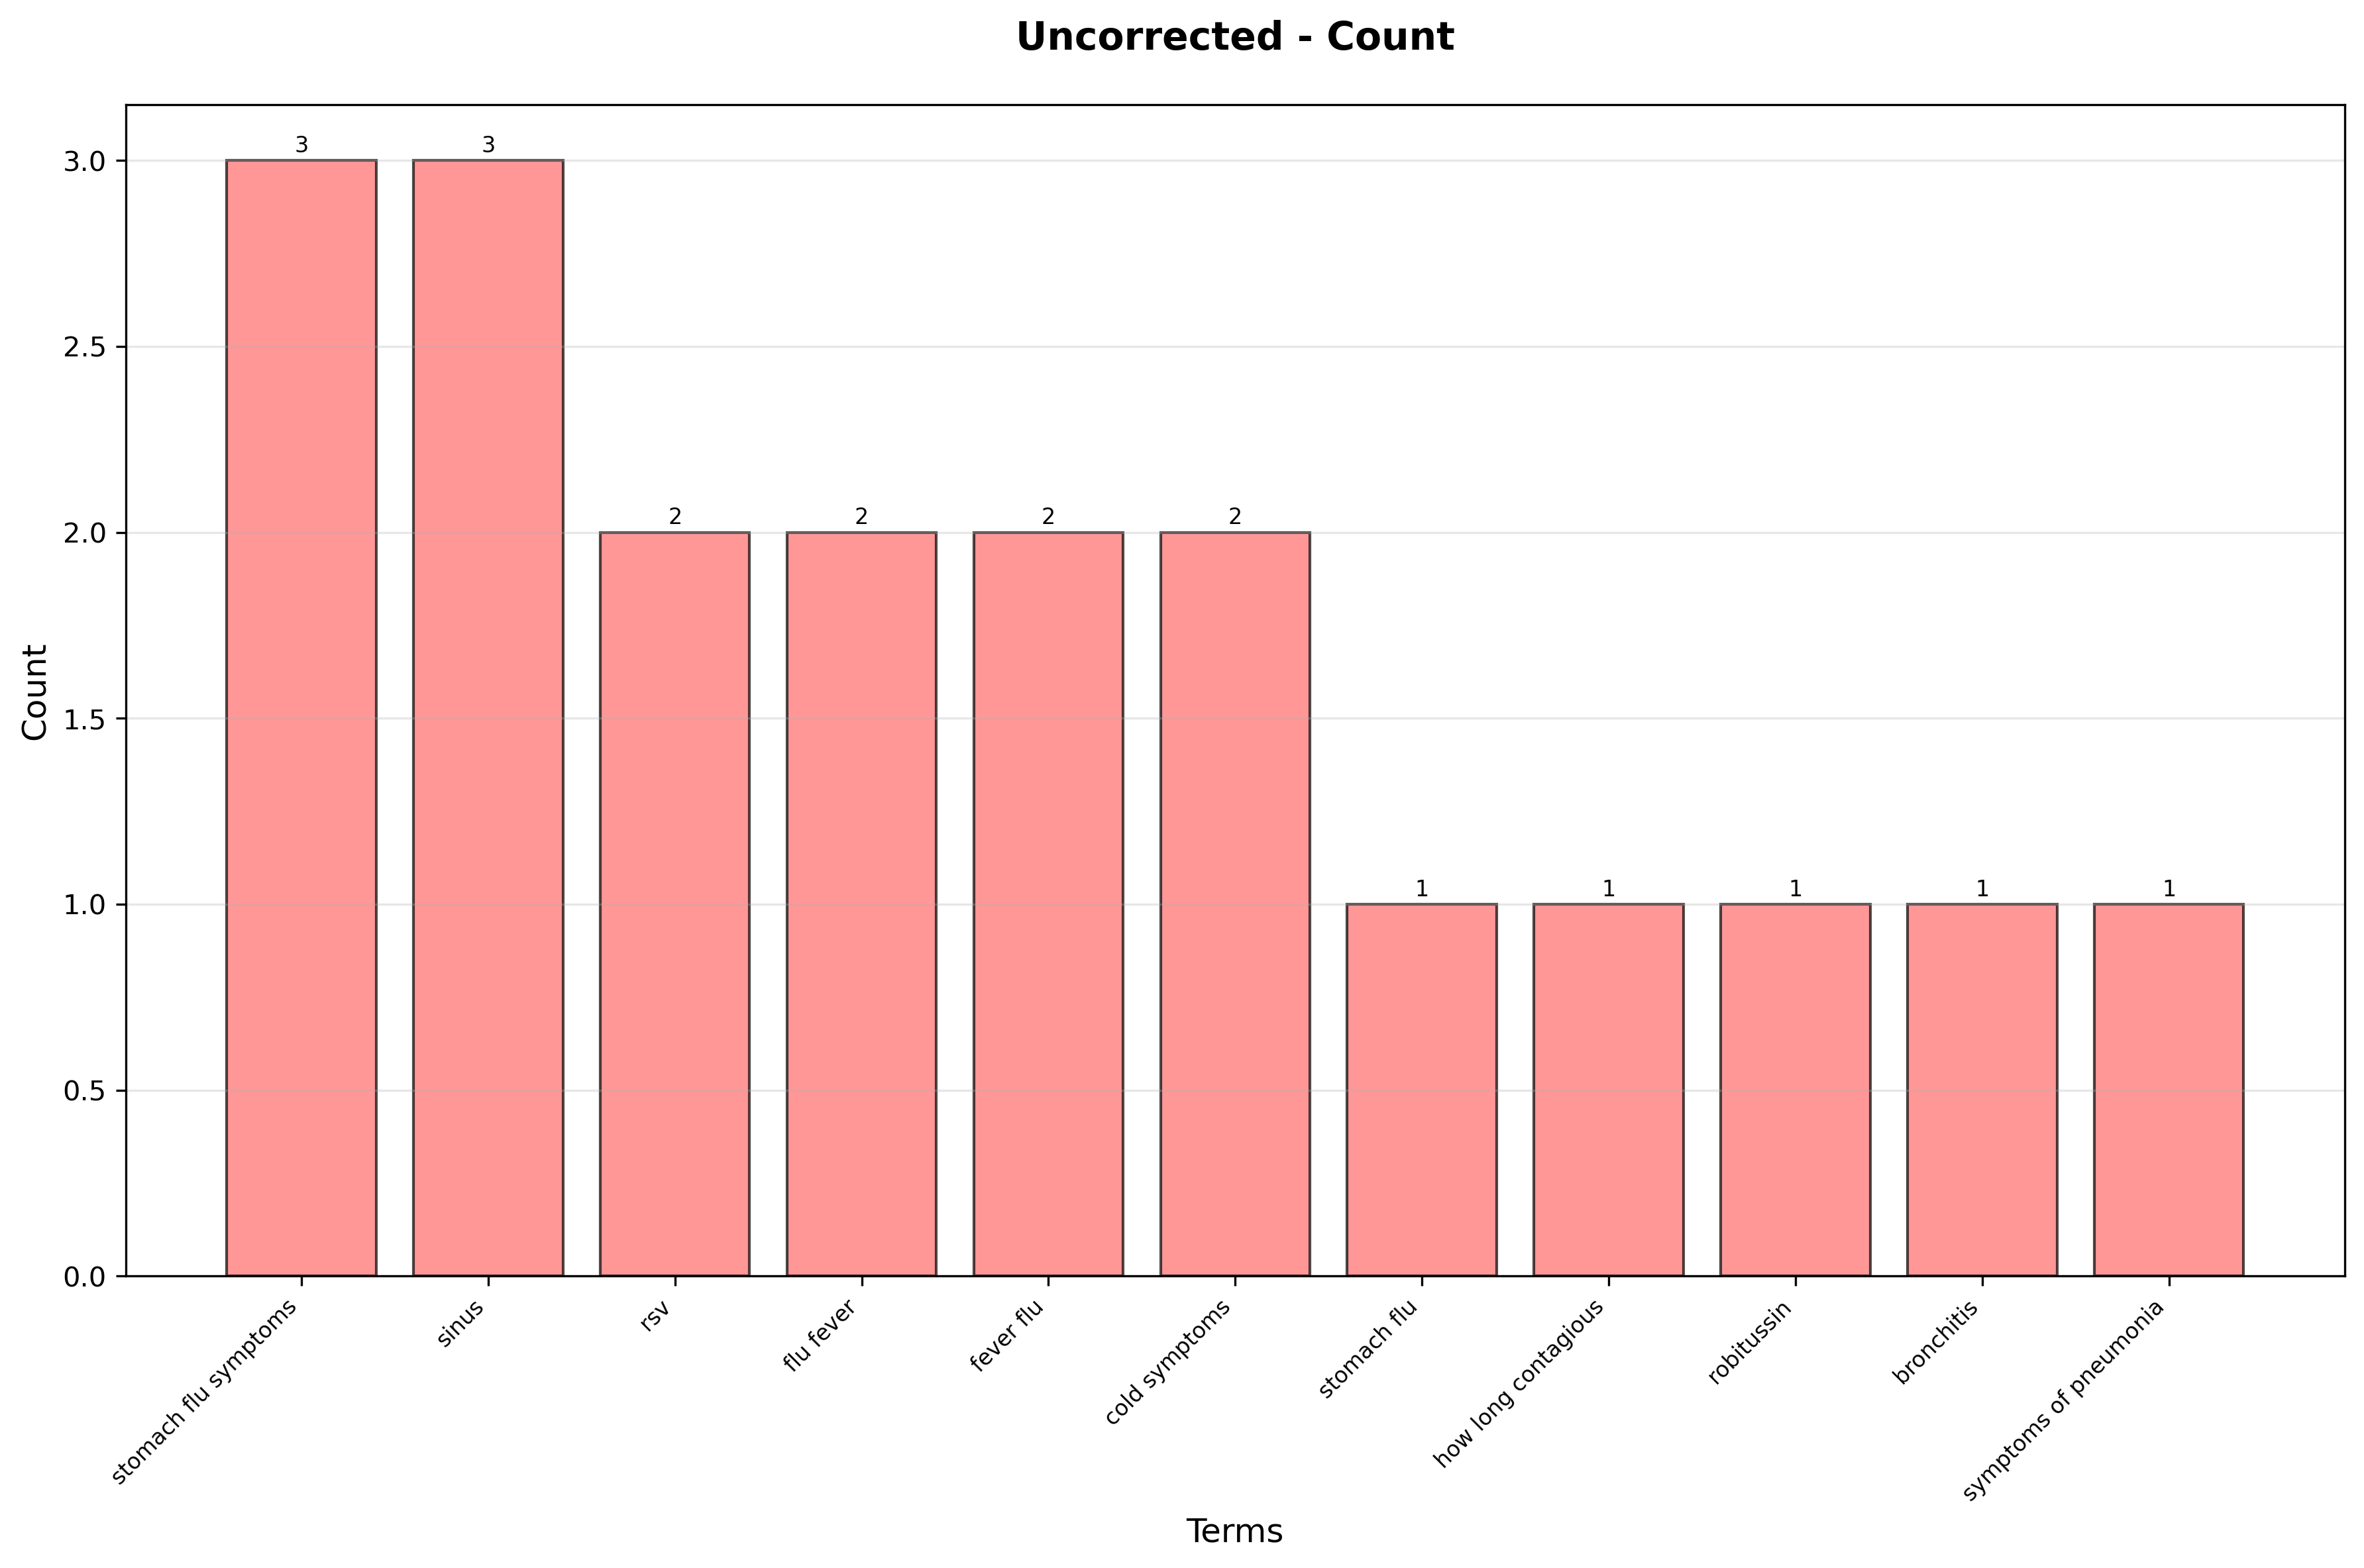 Uncorrected - Count
3 3
3.0
2.5
2 2 2 2
2.0
Count
1.5
1 1 1 1 1
1.0
0.5
0.0
stomach flu symptoms
sinus
rsv
flu fever
fever flu
cold symptoms
stomach flu
how long contagious
robitussin
bronchitis
symptoms of pneumonia
Terms